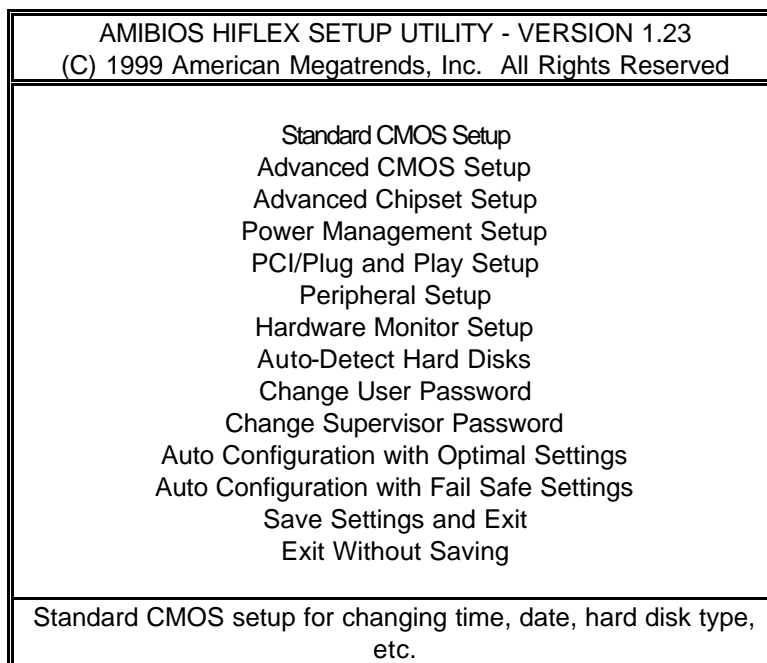 AMIBIOS HIFLEX SETUP UTILITY - VERSION 1.23
(C) 1999 American Megatrends, Inc. All Rights Reserved
Standard CMOS Setup
Advanced CMOS Setup
Advanced Chipset Setup
Power Management Setup
PCI/Plug and Play Setup
Peripheral Setup
Hardware Monitor Setup
Auto-Detect Hard Disks
Change User Password
Change Supervisor Password
Auto Configuration with Optimal Settings
Auto Configuration with Fail Safe Settings
Save Settings and Exit
Exit Without Saving
Standard CMOS setup for changing time, date, hard disk type,
etc.